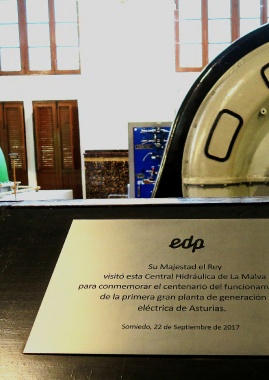 edp
Su Majestad el Rey
visitó esta Central Hidráulica de La Malva
para conmemorar el centenario del funcionam
de la primera gran planta de generación
eléctrica de Asturias.
Somiedo, 22 de Septiembre de 2017